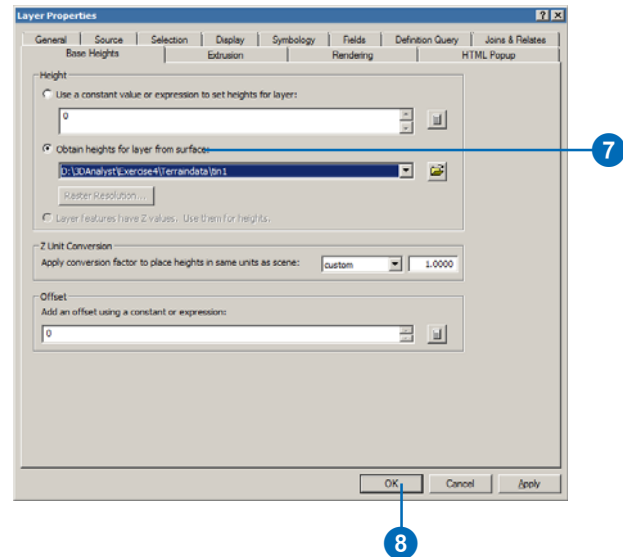 Layer Properties
General Source Selection Display Symbology Fields Definition Query Joins & Relates
Base Heights Extrusion Rendering HTML Popup
Height
Use a constant value or expression to set heights for layer:
0
Obtain heights for layer from surface: 7
D:\3DAnalyst\Exercise4\Terraindata\tin1
Raster Resolution...
Layer features have Z values. Use them for heights.
Z Unit Conversion
Apply conversion factor to place heights in same units as scene: custom 1.0000
Offset
Add an offset using a constant or expression:
0
OK Cancel Apply
8